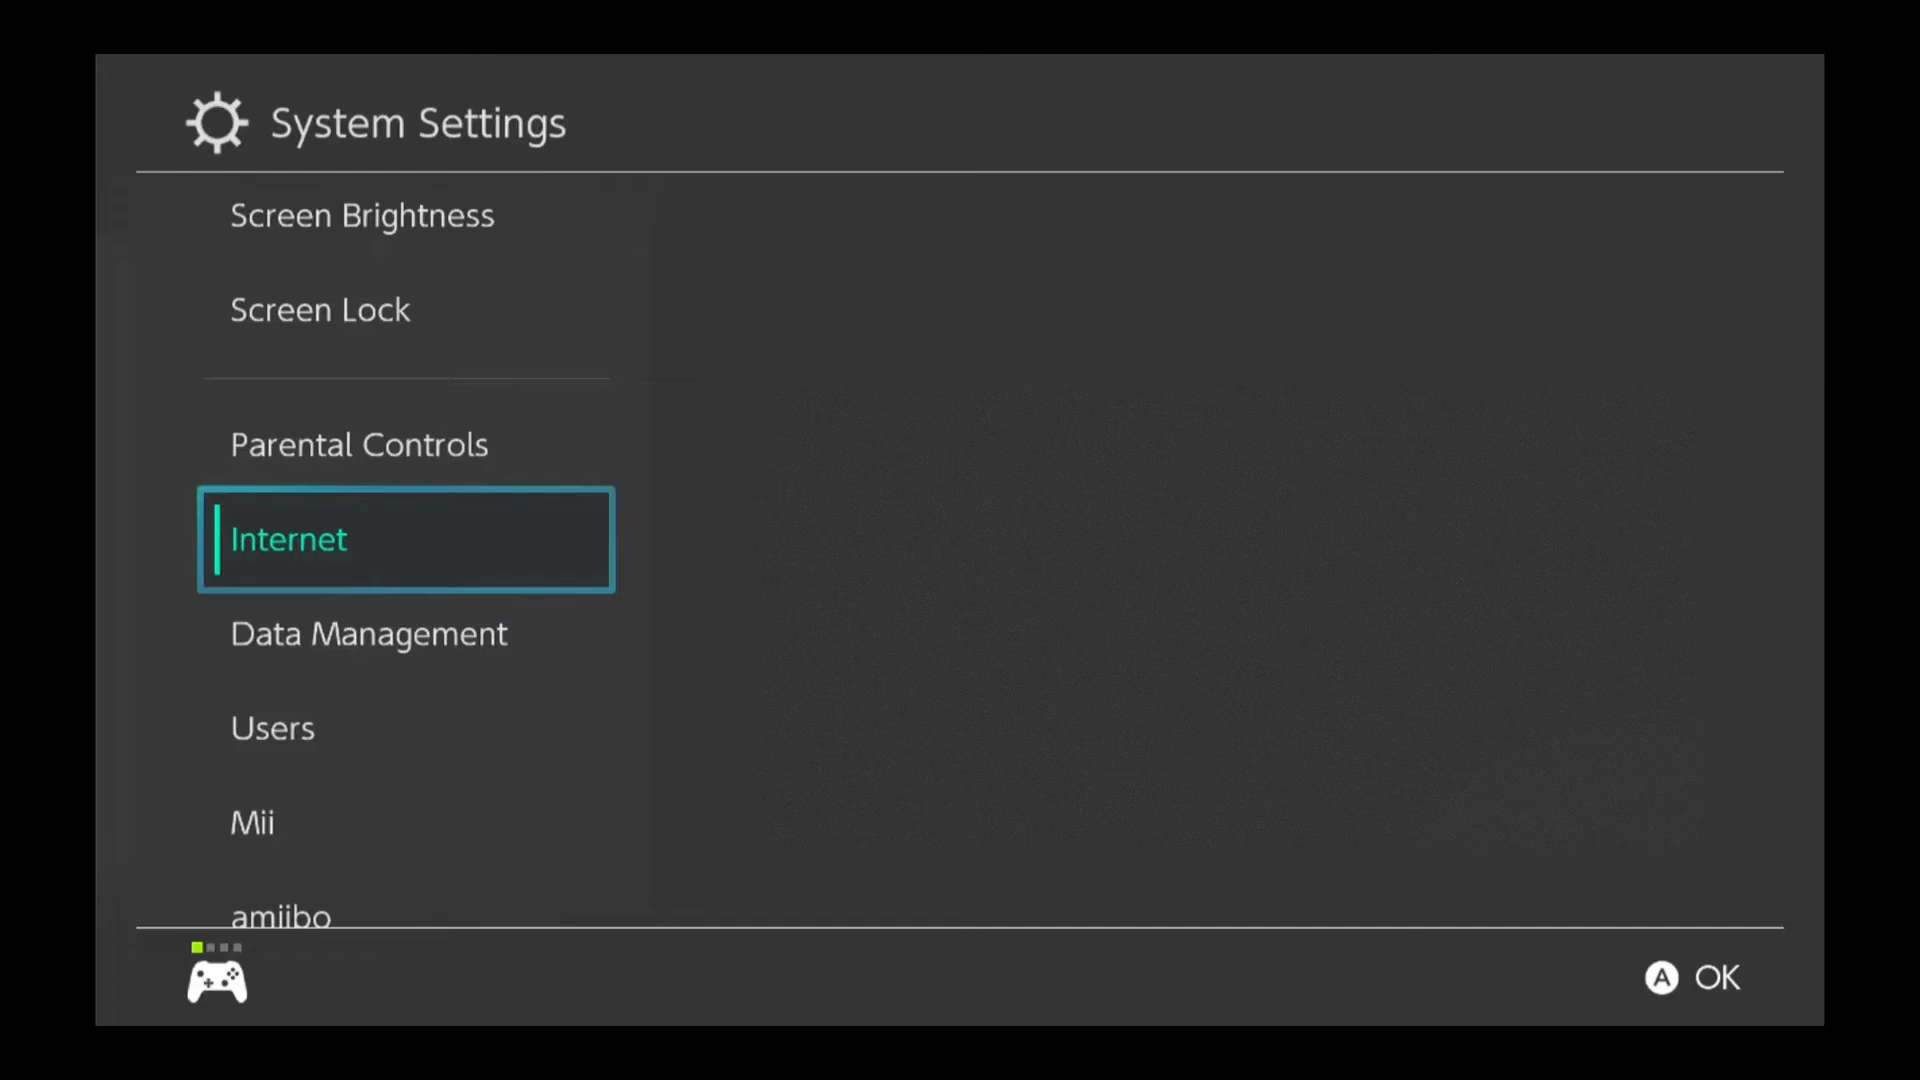 System Settings
Screen Brightness
Screen Lock
Parental Controls
Internet
Data Management
Users
Mii
amiibo
A OK